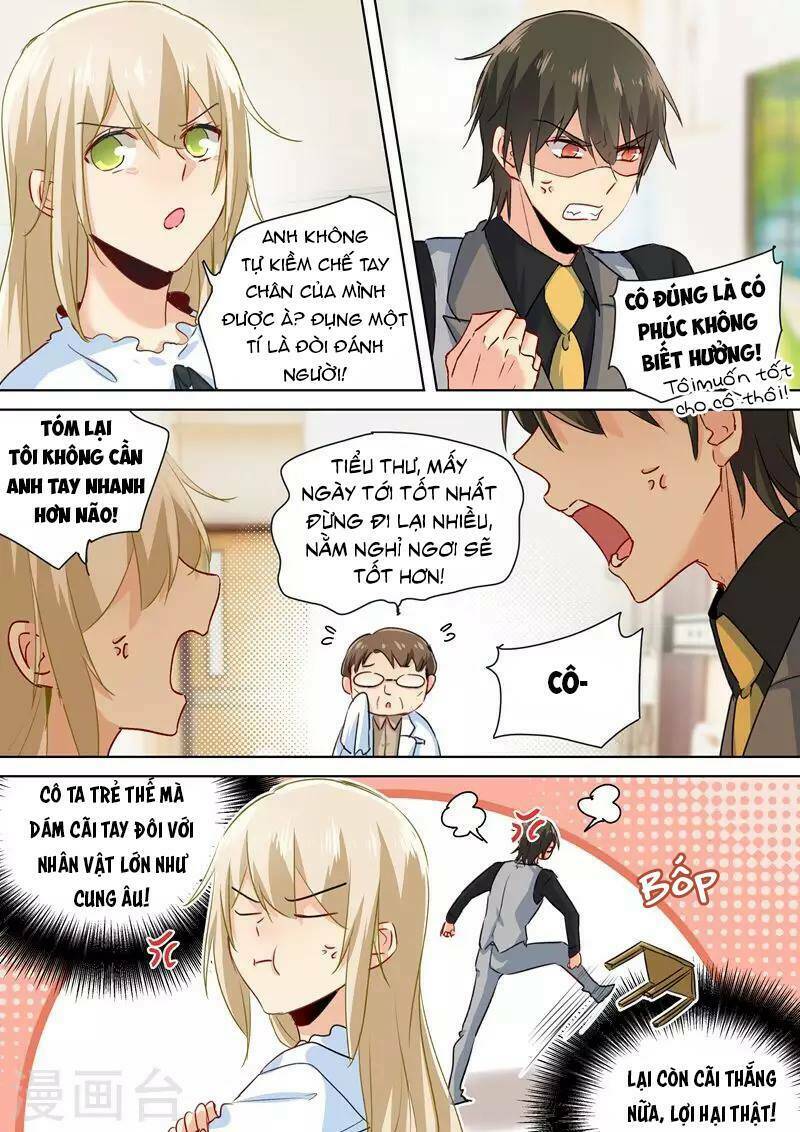 ANH KHÔNG
TỰ KIỀM CHẾ TAY
CHÂN CỦA MÌNH
ĐƯỢC À? ĐỤNG MỘT
TÍ LÀ ĐÒI ĐÁNH
NGƯỜI!
CÔ ĐÚNG LÀ CÓ
PHÚC KHÔNG
BIẾT HƯỞNG!
Tôi muốn tốt
cho cô thôi!
TÓM LẠI
TÔI KHÔNG CẦN
ANH TAY NHANH
HƠN NÃO!
TIỂU THƯ, MẤY
NGÀY TỚI TỐT NHẤT
ĐỪNG ĐI LẠI NHIỀU,
NẰM NGHỈ NGƠI SẼ
TỐT HƠN!
CÔ-
CÔ TA TRẺ THẾ MÀ
DÁM CÃI TAY ĐÔI VỚI
NHÂN VẬT LỚN NHƯ
CUNG ÂU!
BỐP
LẠI CÒN CÃI THẮNG
NỮA, LỢI HẠI THẬT!
漫画台